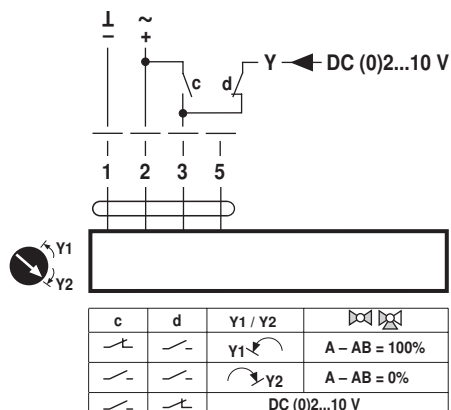 ⊥ ~
– +
Y DC (0)2...10 V
c d
1 2 3 5
Y1
Y2
c d Y1 / Y2
Y1 A – AB = 100%
Y2 A – AB = 0%
DC (0)2...10 V